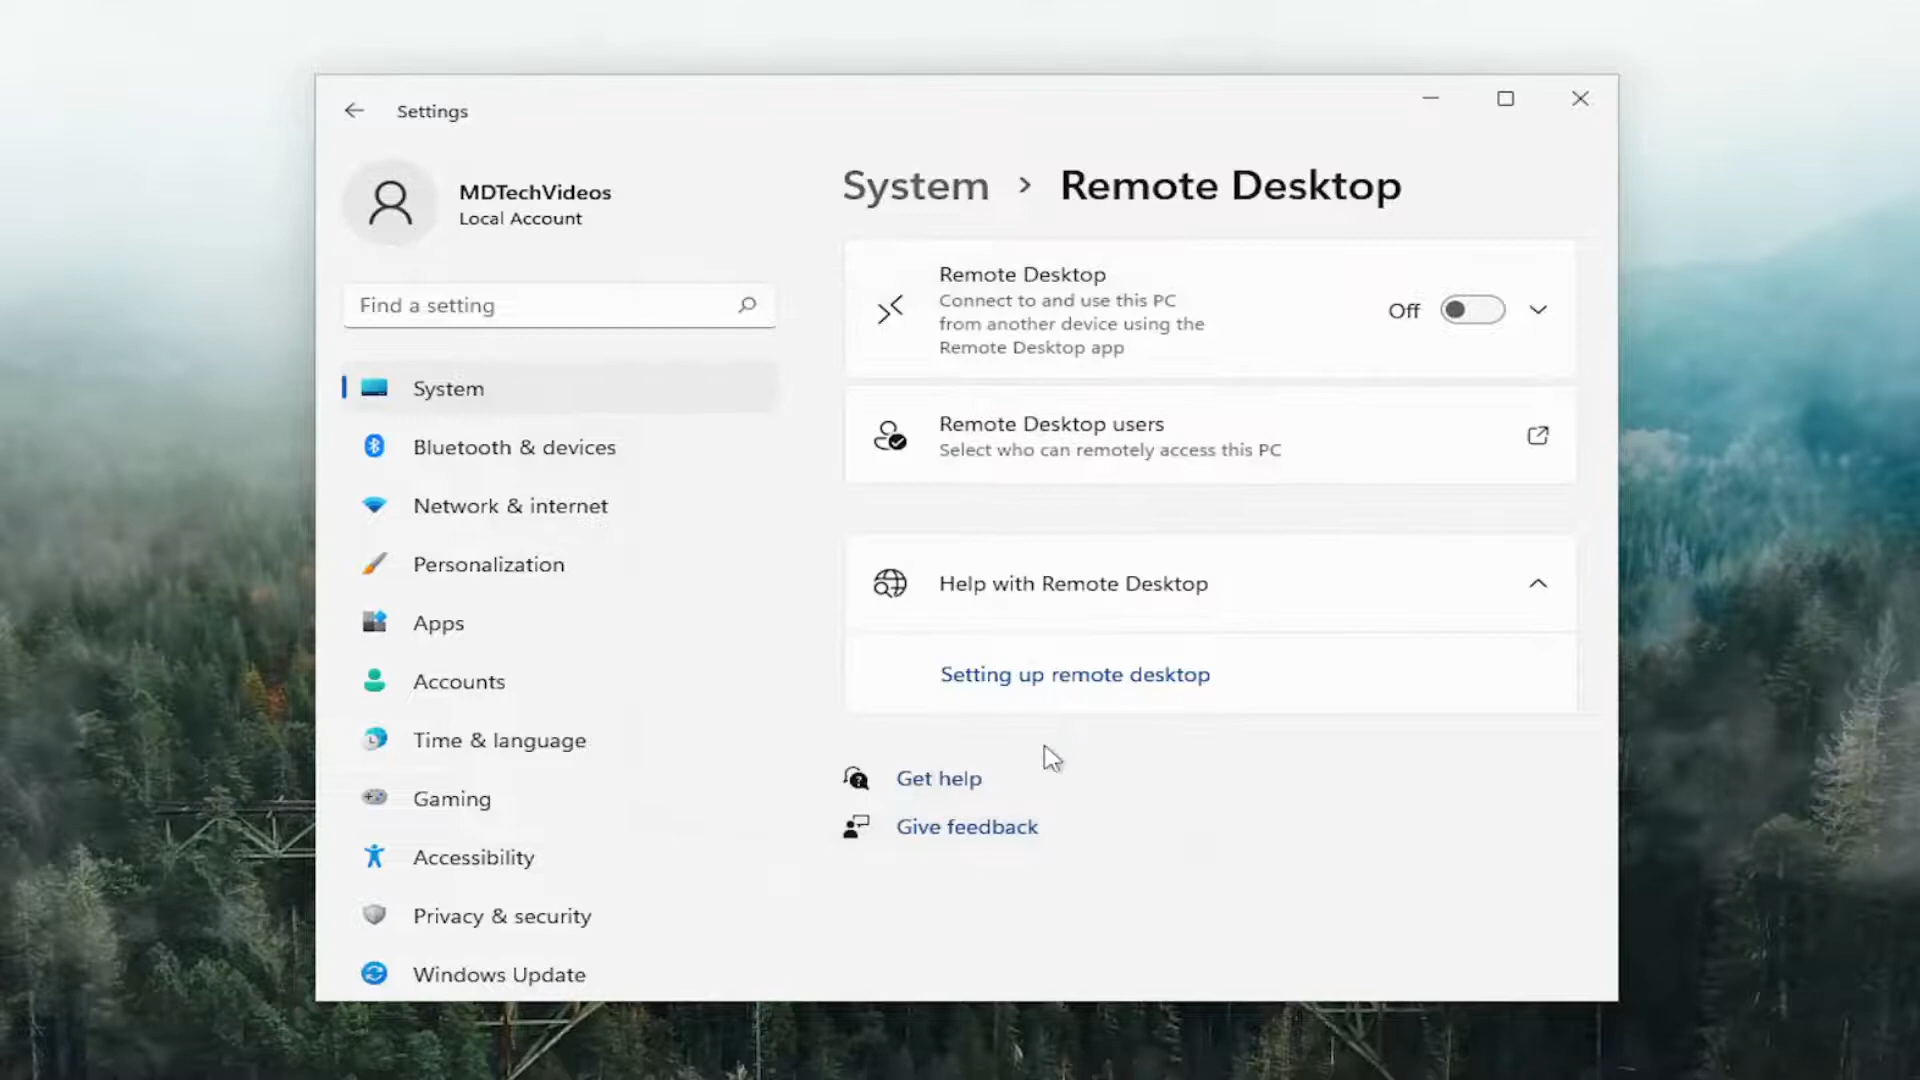 Settings
MDTechVideos
Local Account
Find a setting
System
Bluetooth & devices
Network & internet
Personalization
Apps
Accounts
Time & language
Gaming
Accessibility
Privacy & security
Windows Update
System > Remote Desktop
Remote Desktop
Connect to and use this PC
from another device using the
Remote Desktop app
Off
Remote Desktop users
Select who can remotely access this PC
Help with Remote Desktop
Setting up remote desktop
Get help
Give feedback